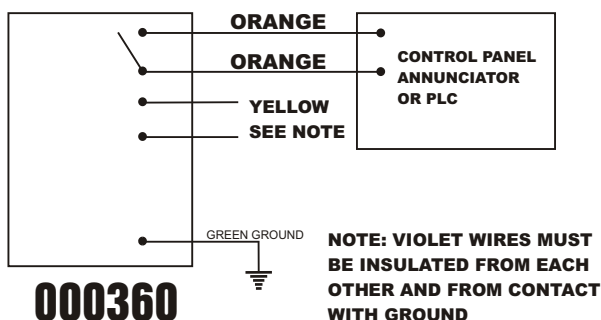 ORANGE
ORANGE
CONTROL PANEL
ANNUNCIATOR
OR PLC
YELLOW
SEE NOTE
GREEN GROUND
NOTE: VIOLET WIRES MUST
BE INSULATED FROM EACH
OTHER AND FROM CONTACT
WITH GROUND
000360